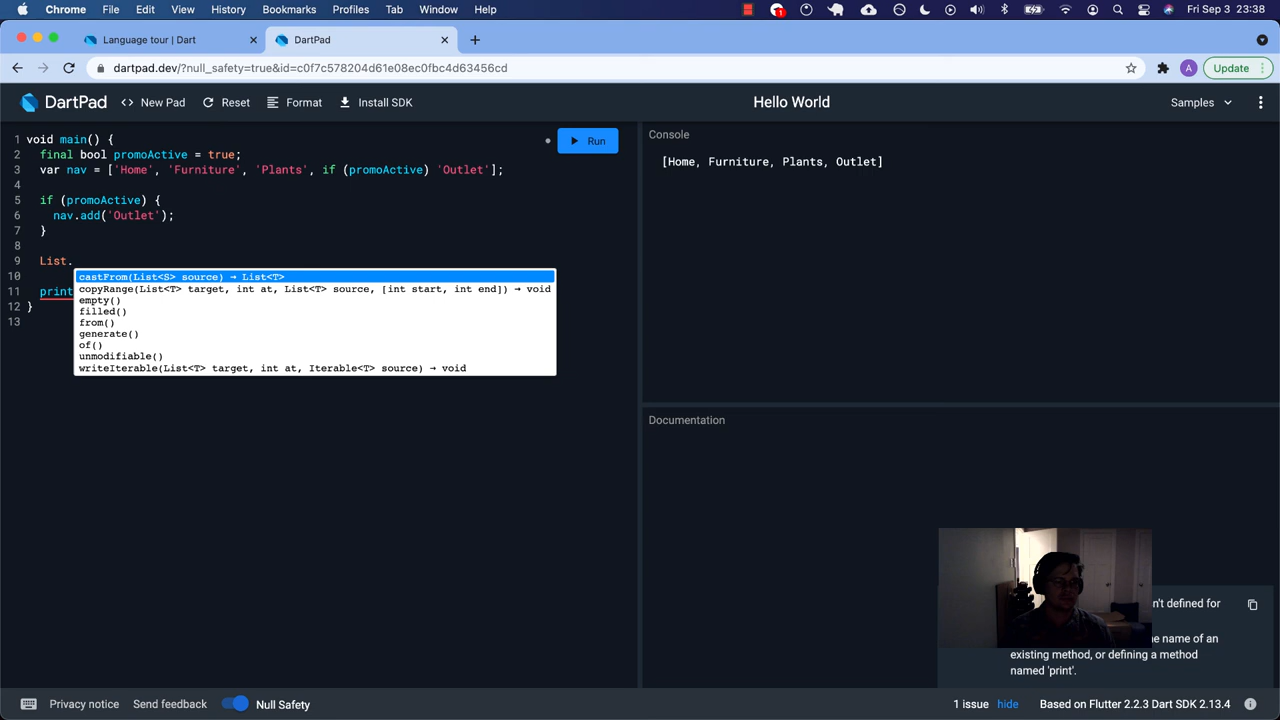 Chrome File Edit View History Bookmarks Profiles Tab Window Help 1 Fri Sep 3 23:38
Language tour | Dart DartPad
dartpad.dev/?null_safety=true&id=c0f7c578204d61e08ec0fbc4d63456cd A Update
DartPad <> New Pad Reset Format Install SDK Hello World Samples
Run
Console
[Home, Furniture, Plants, Outlet]
1 void main() {
2 final bool promoActive = true;
3 var nav = ['Home', 'Furniture', 'Plants', if (promoActive) 'Outlet'];
4
5 if (promoActive) {
6 nav.add('Outlet');
7 }
8
9 List.
10
11 print
12 }
13
castFrom(List<S> source) → List<T>
copyRange(List<T> target, int at, List<T> source, [int start, int end]) → void
empty()
filled()
from()
generate()
of()
unmodifiable()
writeIterable(List<T> target, int at, Iterable<T> source) → void
Documentation
n't defined for
e name of an
existing method, or defining a method
named 'print'.
Privacy notice Send feedback Null Safety 1 issue hide Based on Flutter 2.2.3 Dart SDK 2.13.4